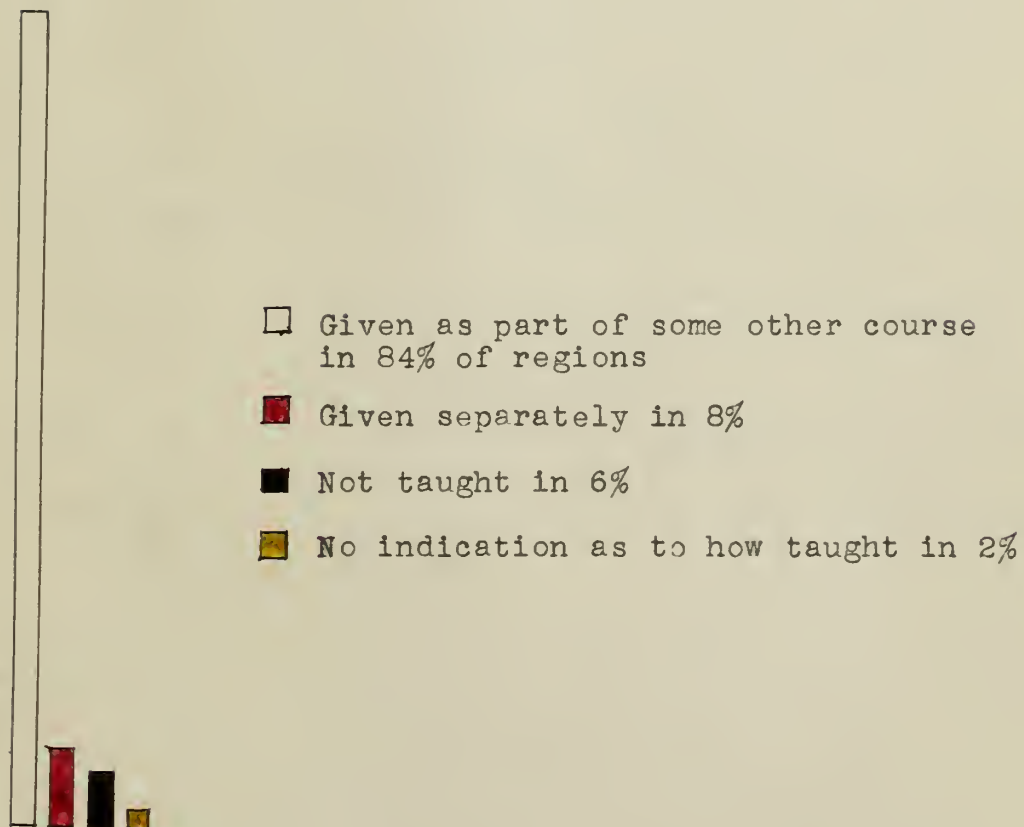 Given as part of some other course
in 84% of regions
Given separately in 8%
Not taught in 6%
No indication as to how taught in 2%